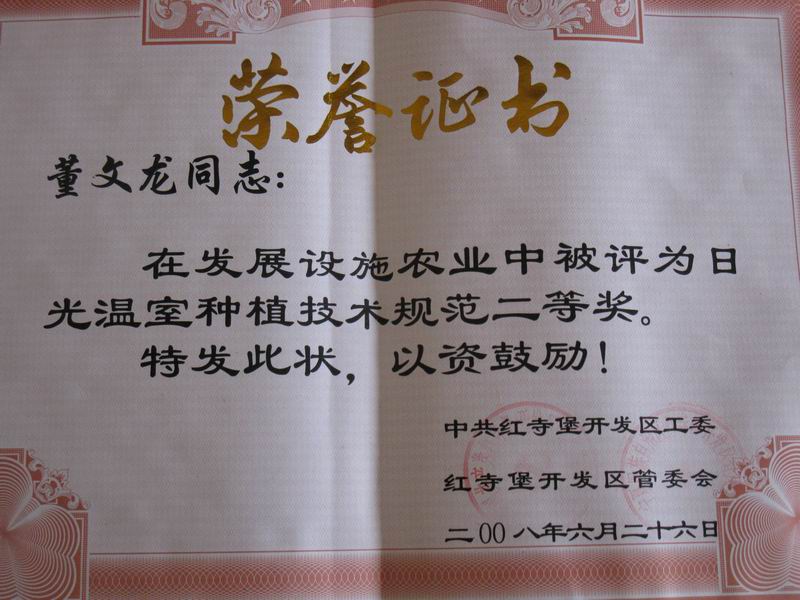 荣誉证书
董文龙同志：
在发展设施农业中被评为日
光温室种植技术规范二等奖。
特发此状，以资鼓励！
中共红寺堡开发区工委
红寺堡开发区管委会
二00八年六月二十六日